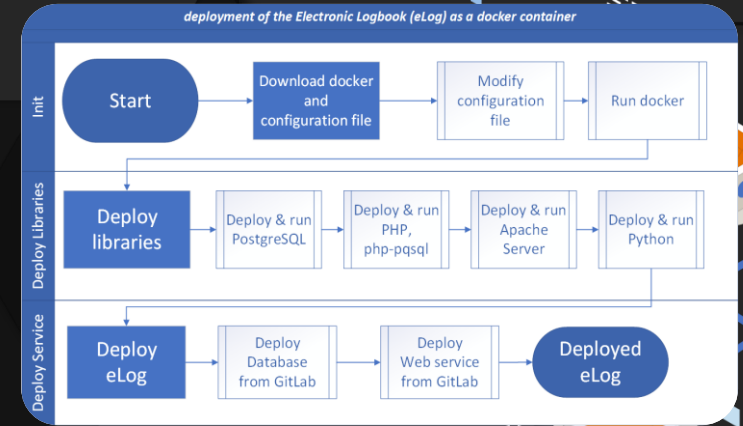 deployment of the Electronic Logbook (eLog) as a docker container
Init
Start
Download docker
and
configuration file
Modify
configuration
file
Run docker
Deploy Libraries
Deploy
libraries
Deploy & run
PostgreSQL
Deploy & run
PHP,
php-pqsql
Deploy & run
Apache
Server
Deploy & run
Python
Deploy Service
Deploy
eLog
Deploy
Database
from GitLab
Deploy
Web service
from GitLab
Deployed
eLog